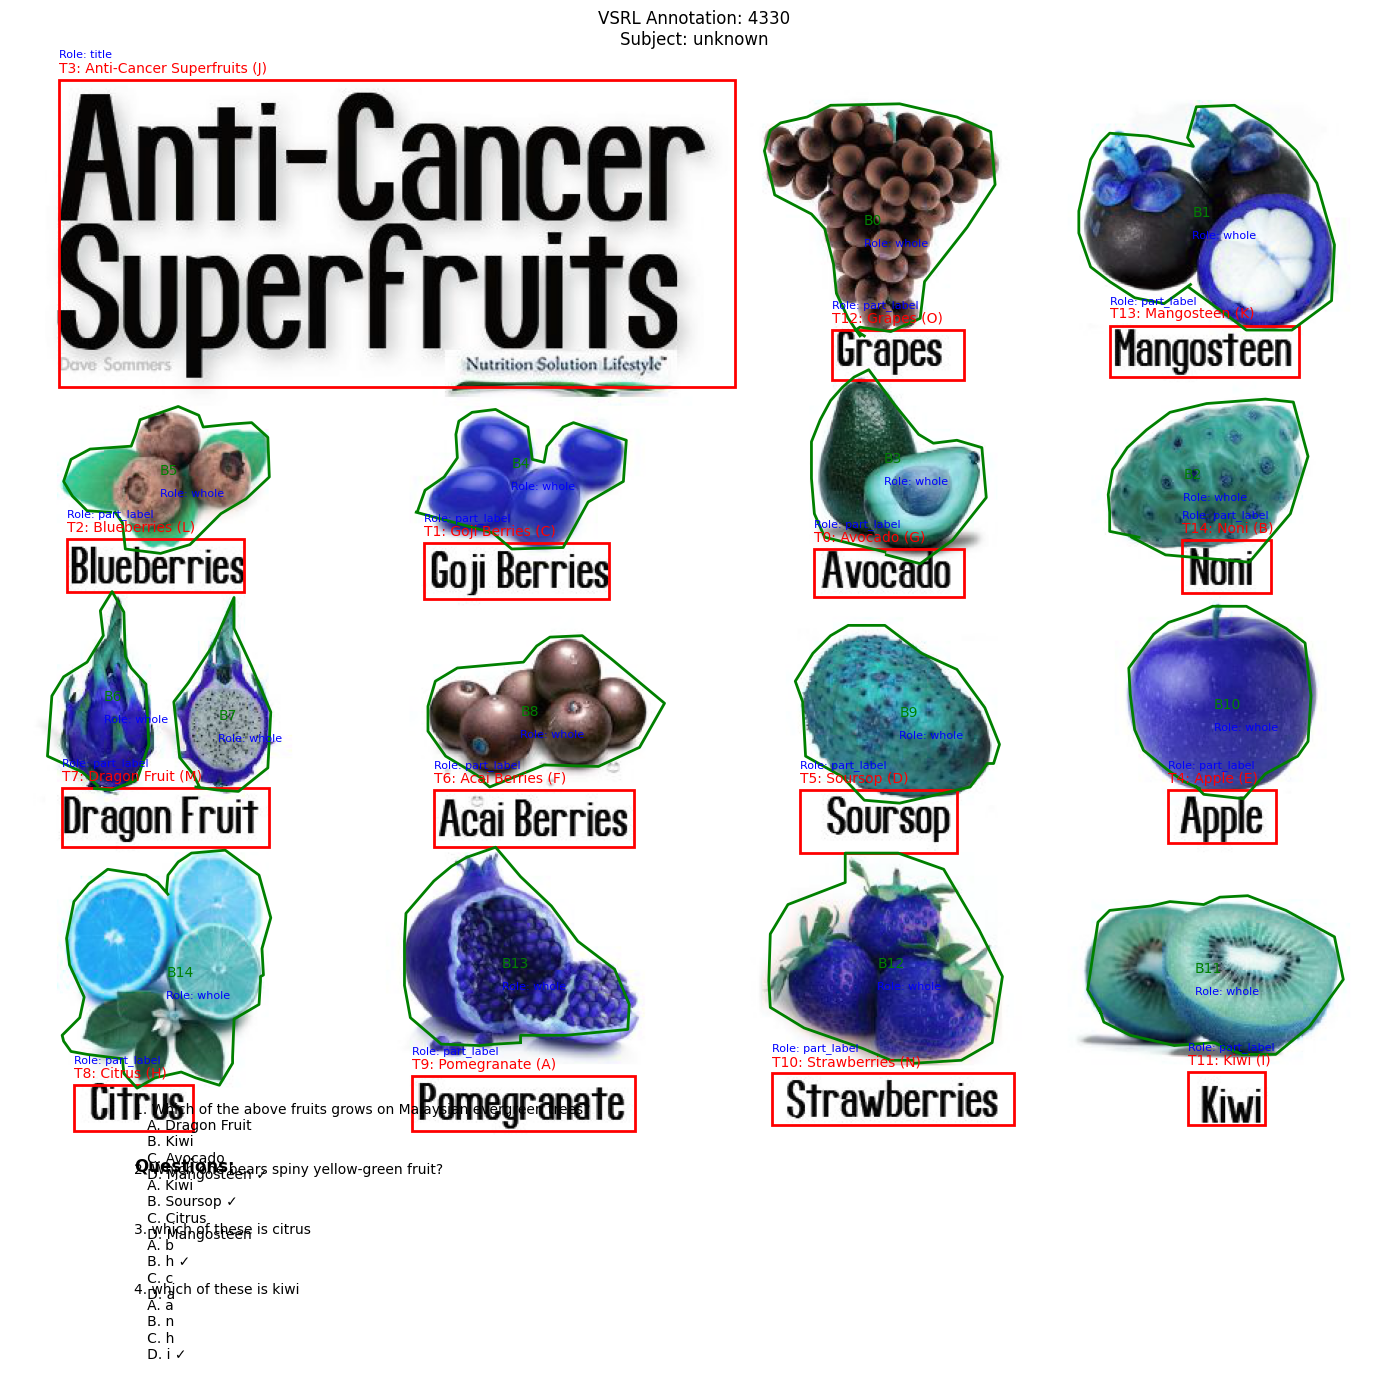 VSRL Annotation: 4330
Subject: unknown
Role: title
T3: Anti-Cancer Superfruits (J)
Anti-Cancer
Superfruits
Dave Sommers
Nutrition Solution Lifestyle™
B0
Role: whole
Role: part_label
T12: Grapes (O)
Grapes
B1
Role: whole
Role: part_label
T13: Mangosteen (K)
Mangosteen
B5
Role: whole
Role: part_label
T2: Blueberries (L)
Blueberries
B4
Role: whole
Role: part_label
T1: Goji Berries (C)
Goji Berries
B3
Role: whole
Role: part_label
T0: Avocado (G)
Avocado
B2
Role: whole
Role: part_label
T14: Noni (B)
Noni
B6
Role: whole
B7
Role: whole
Role: part_label
T7: Dragon Fruit (M)
Dragon Fruit
B8
Role: whole
Role: part_label
T6: Acai Berries (F)
Acai Berries
B9
Role: whole
Role: part_label
T5: Soursop (D)
Soursop
B10
Role: whole
Role: part_label
T4: Apple (E)
Apple
B14
Role: whole
Role: part_label
T8: Citrus (H)
Citrus
B13
Role: whole
Role: part_label
T9: Pomegranate (A)
Pomegranate
B12
Role: whole
Role: part_label
T10: Strawberries (N)
Strawberries
B11
Role: whole
Role: part_label
T11: Kiwi (I)
Kiwi
Questions:
1. Which of the above fruits grows on Malaysian evergreen trees
A. Dragon Fruit
B. Kiwi
C. Avocado
D. Mangosteen ✓
2. Which one bears spiny yellow-green fruit?
A. Kiwi
B. Soursop ✓
C. Citrus
D. Mangosteen
3. which of these is citrus
A. b
B. h ✓
C. c
D. a
4. which of these is kiwi
A. a
B. n
C. h
D. i ✓